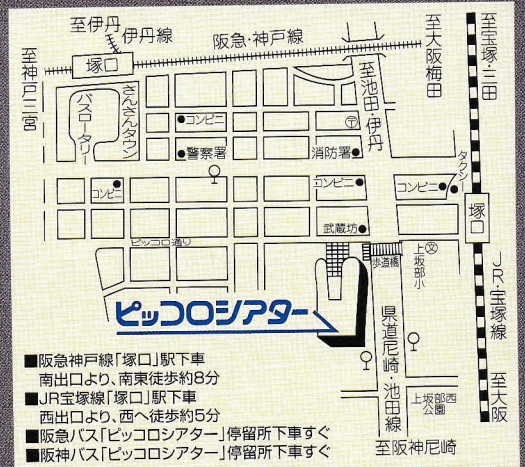 至伊丹
伊丹線
阪急・神戸線
至大阪梅田
至宝塚・三田
塚口
至神戸三宮
バスロータリー
さんさんタウン
至池田・伊丹
コンビニ
〒
警察署
消防署
タクシー
コンビニ
コンビニ
コンビニ
塚口
武蔵坊
ピッコロ通り
歩道橋
文
上坂部小
JR・宝塚線
ピッコロシアター
県道尼崎・池田線
至大阪
上坂部西公園
至阪神尼崎
■阪急神戸線「塚口」駅下車
南出口より、南東徒歩約8分
■JR宝塚線「塚口」駅下車
西出口より、西へ徒歩約5分
■阪急バス「ピッコロシアター」停留所下車すぐ
■阪神バス「ピッコロシアター」停留所下車すぐ